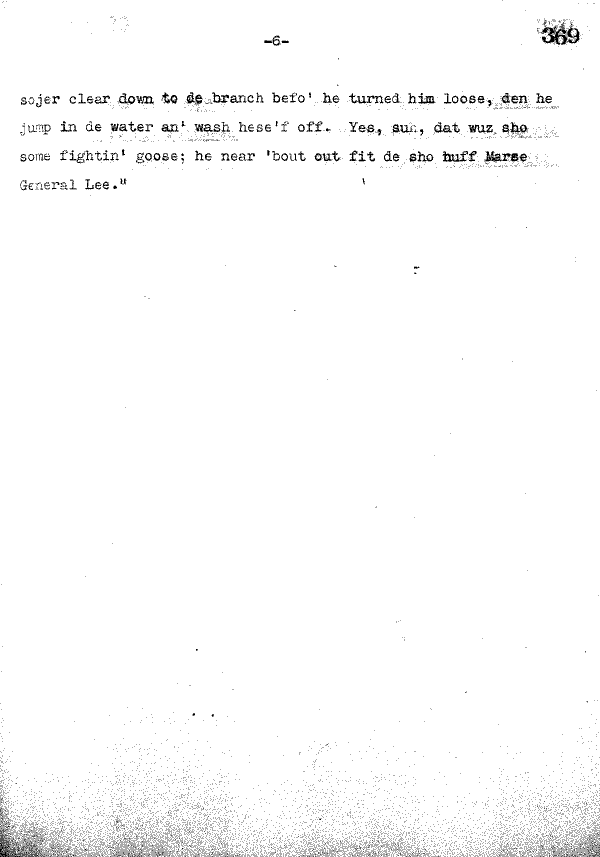 -6-
369
sojer clear down to de branch befo' he turned him loose, den he
jump in de water an' wash hese'f off. Yes, suh, dat wuz sho
some fightin' goose; he near 'bout out fit de sho nuff Marse
General Lee."